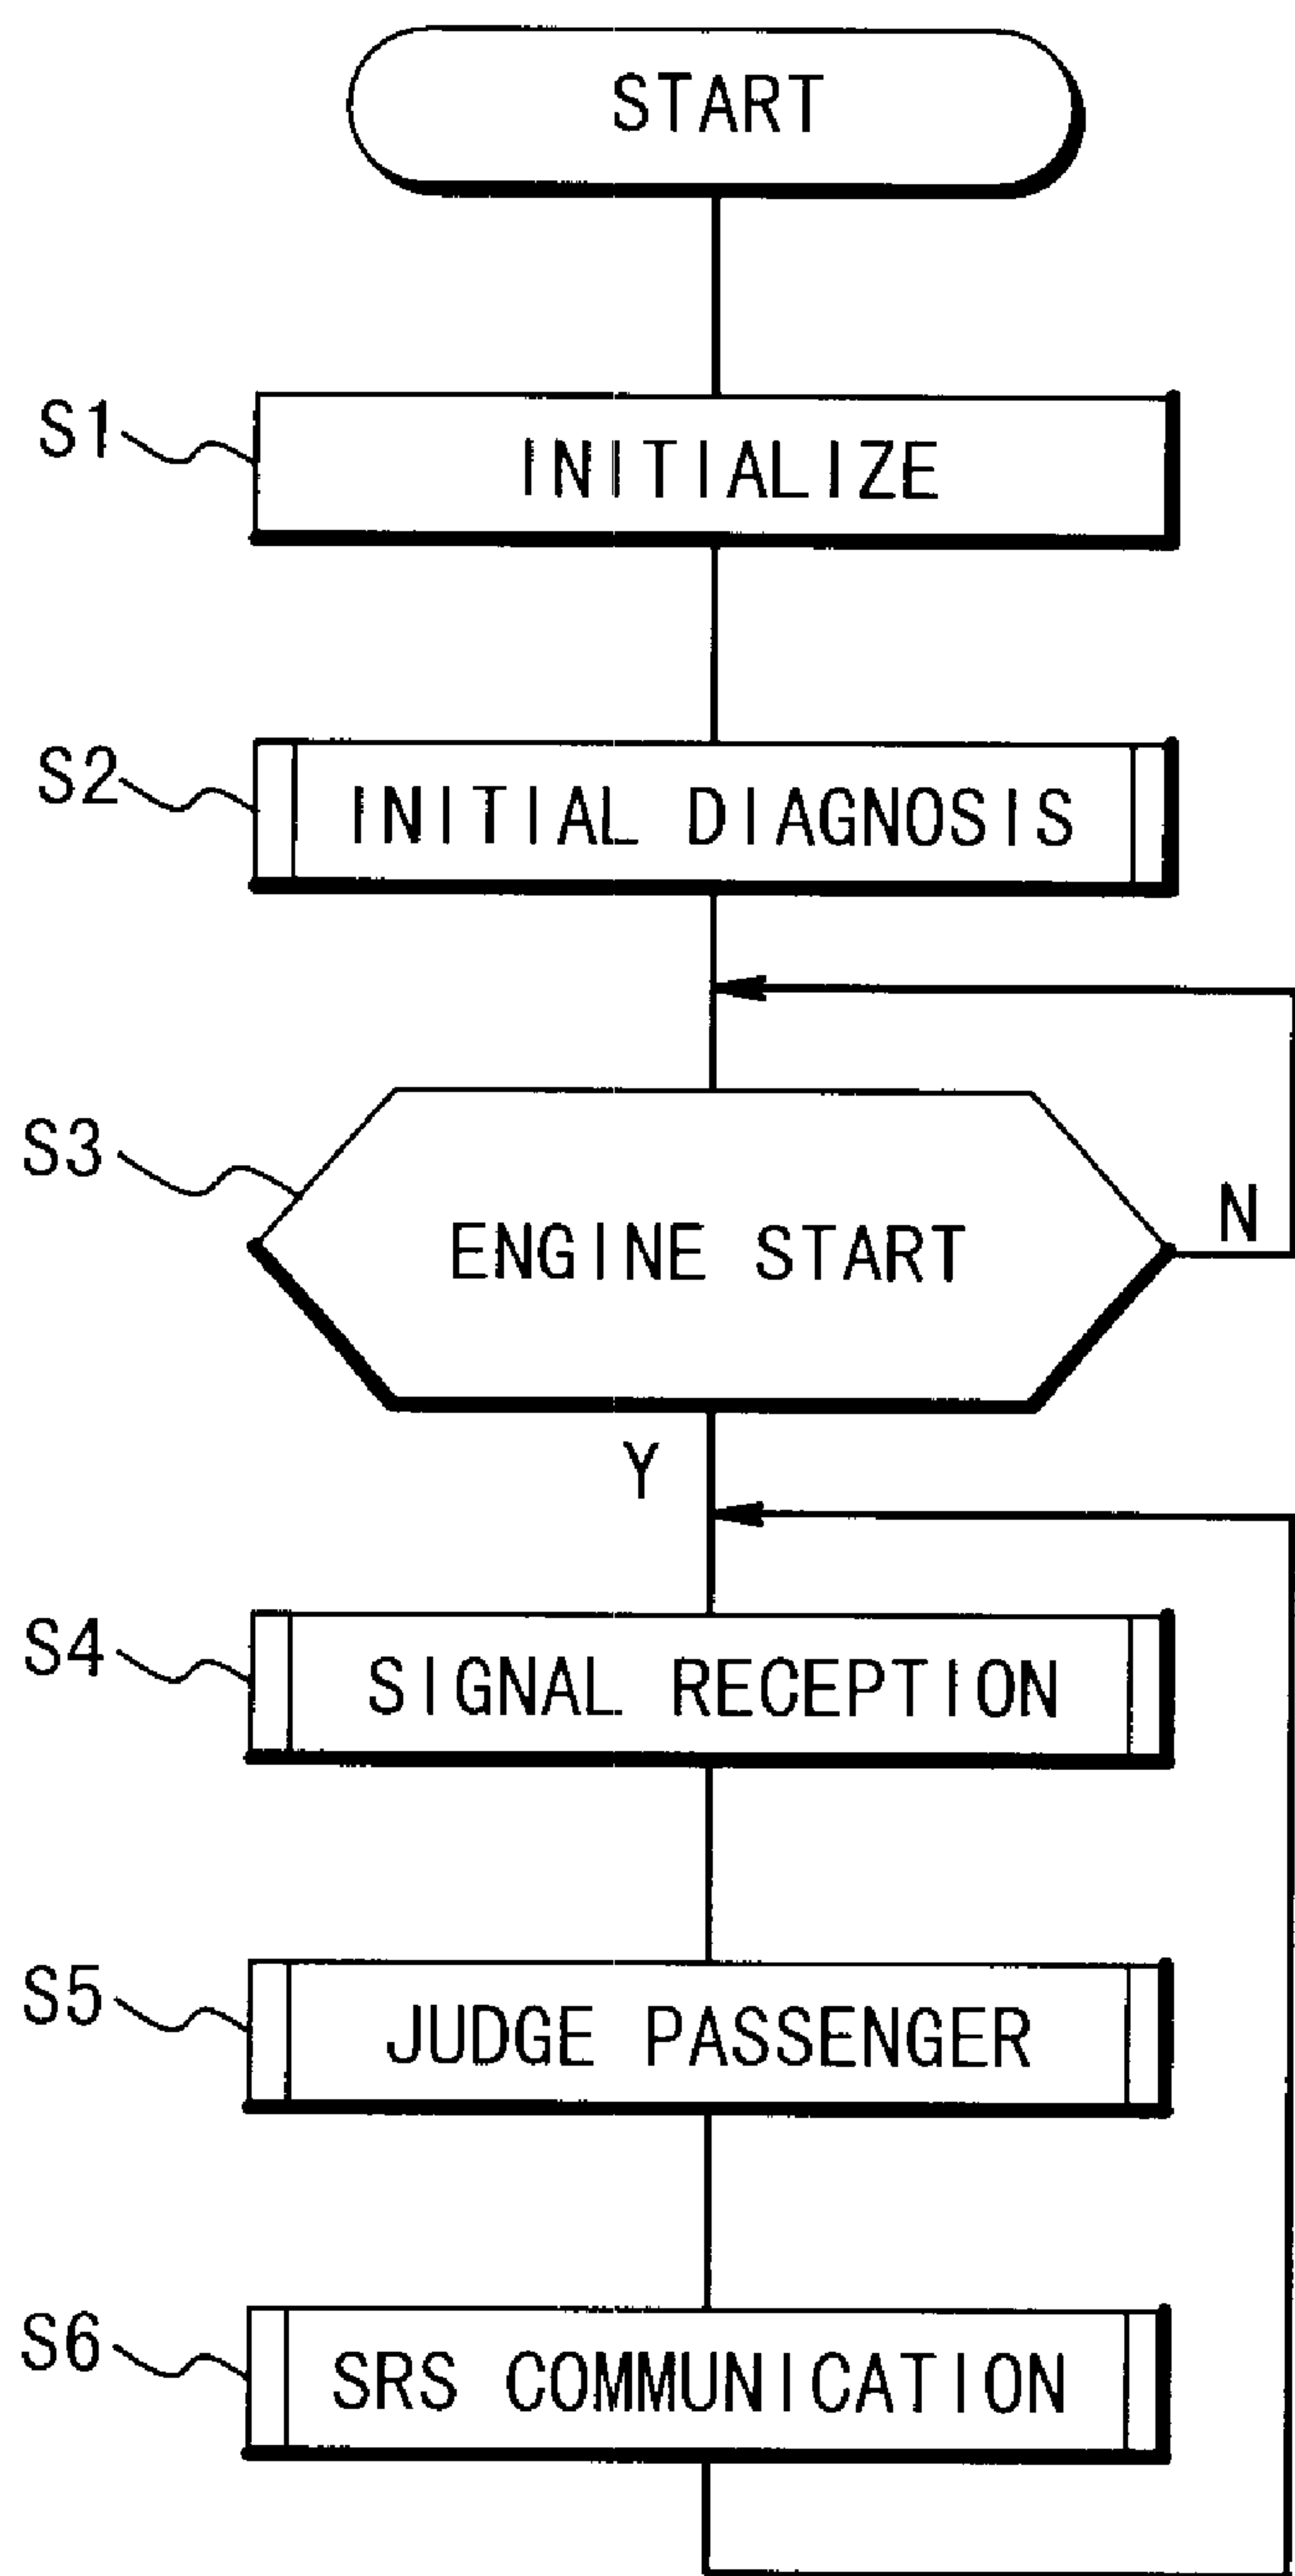 START
S1
INITIALIZE
S2
INITIAL DIAGNOSIS
S3
ENGINE START
N
Y
S4
SIGNAL RECEPTION
S5
JUDGE PASSENGER
S6
SRS COMMUNICATION